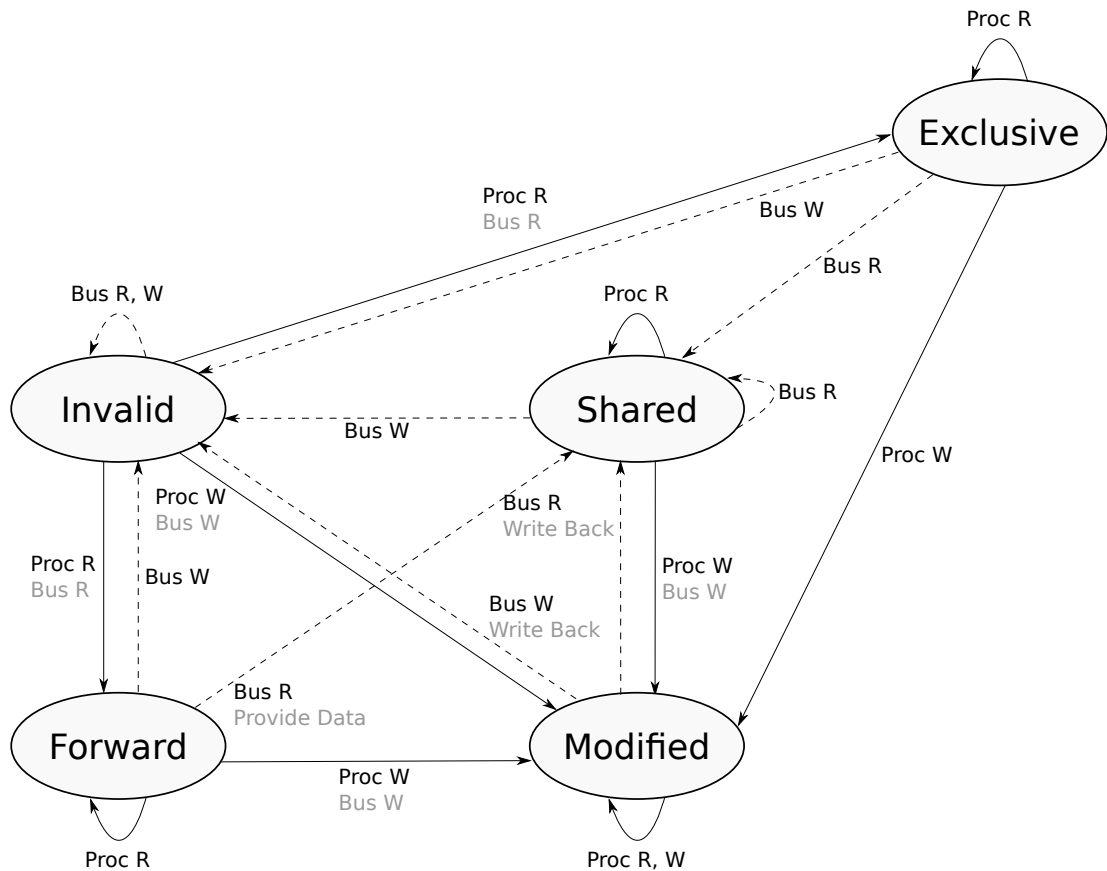 Proc R
Exclusive
Proc R
Bus R
Bus W
Bus R
Bus R, W
Proc R
Invalid
Shared
Bus R
Bus W
Proc W
Proc W
Bus W
Bus R
Write Back
Proc R
Bus R
Bus W
Proc W
Bus W
Bus W
Write Back
Bus R
Provide Data
Forward
Modified
Proc W
Bus W
Proc R
Proc R, W